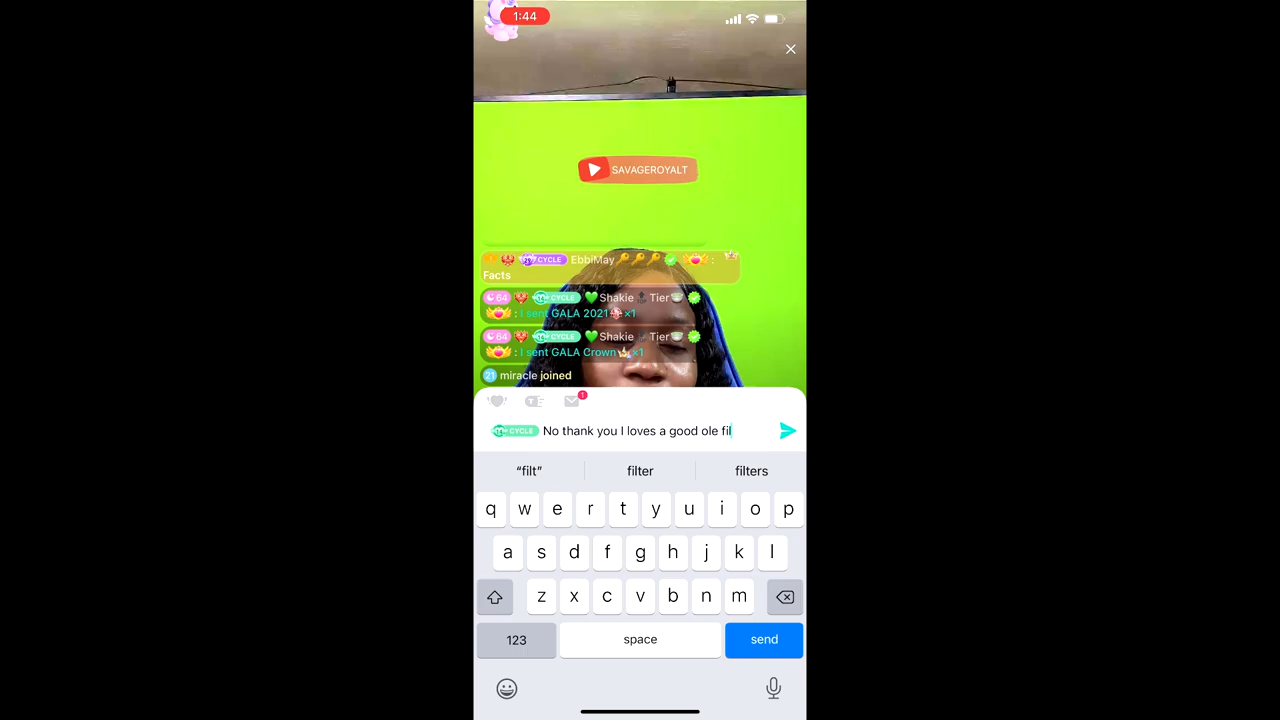 1:44
SAVAGEROYALT
CYCLE EbbiMay :
Facts
64 CYCLE Shakie Tier
: I sent GALA 2021 ×1
64 CYCLE Shakie Tier
: I sent GALA Crown ×1
21 miracle joined
1
CYCLE No thank you I loves a good ole fil
“filt” filter filters
q w e r t y u i o p
a s d f g h j k l
z x c v b n m
123 space send